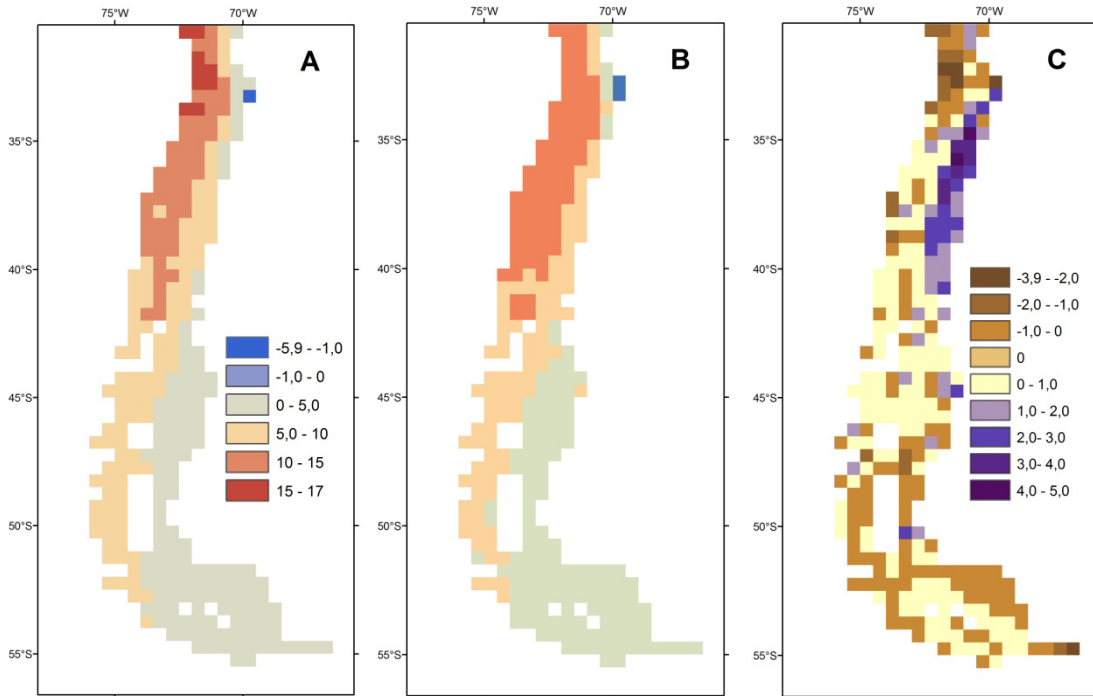 75°W 70°W 75°W 70°W 75°W 70°W
A B C
35°S 35°S 35°S
40°S 40°S 40°S
45°S 45°S 45°S
50°S 50°S 50°S
55°S 55°S 55°S
-5,9 - -1,0
-1,0 - 0
0 - 5,0
5,0 - 10
10 - 15
15 - 17
-3,9 - -2,0
-2,0 - -1,0
-1,0 - 0
0
0 - 1,0
1,0 - 2,0
2,0- 3,0
3,0 - 4,0
4,0 - 5,0